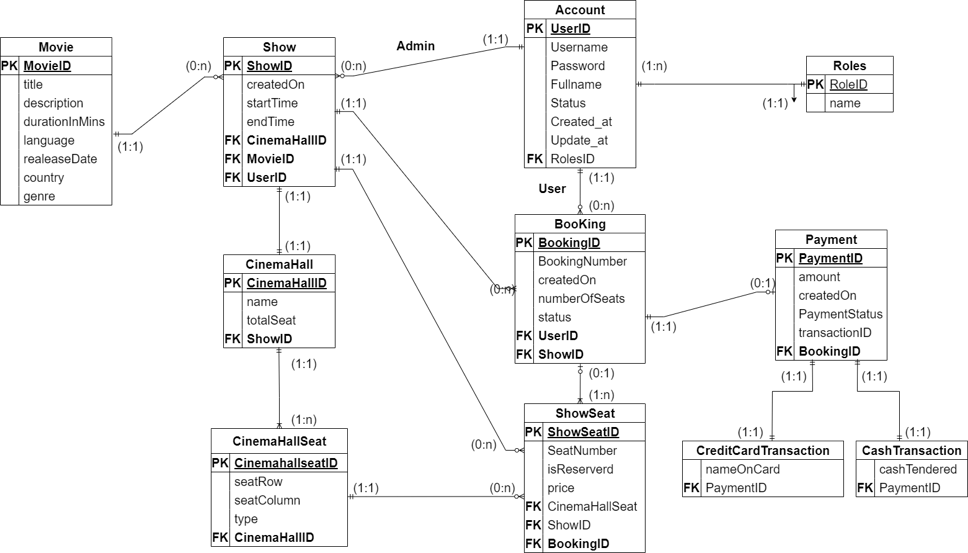 Movie
PK MovieID
title
description
durationInMins
language
realeaseDate
country
genre
(0:n)
(1:1)
Show
PK ShowID
createdOn
startTime
endTime
FK CinemaHallID
FK MovieID
FK UserID
(0:n)
Admin
(1:1)
(1:1)
(1:1)
(1:1)
(1:1)
Account
PK UserID
Username
Password
Fullname
Status
Created_at
Update_at
FK RolesID
(1:n)
(1:1)
Roles
PK RoleID
name
(1:1)
User
(0:n)
CinemaHall
PK CinemaHallID
name
totalSeat
FK ShowID
(1:1)
(1:n)
BooKing
PK BookingID
BookingNumber
createdOn
numberOfSeats
status
FK UserID
FK ShowID
(0:n)
(1:1)
(0:1)
(0:1)
(1:n)
Payment
PK PaymentID
amount
createdOn
PaymentStatus
transactionID
FK BookingID
(1:1)
(1:1)
(1:1)
(1:1)
CinemaHallSeat
PK CinemahallseatID
seatRow
seatColumn
type
FK CinemaHallID
(1:1)
(0:n)
(0:n)
ShowSeat
PK ShowSeatID
SeatNumber
isReserverd
price
FK CinemaHallSeat
FK ShowID
FK BookingID
CreditCardTransaction
nameOnCard
FK PaymentID
CashTransaction
cashTendered
FK PaymentID